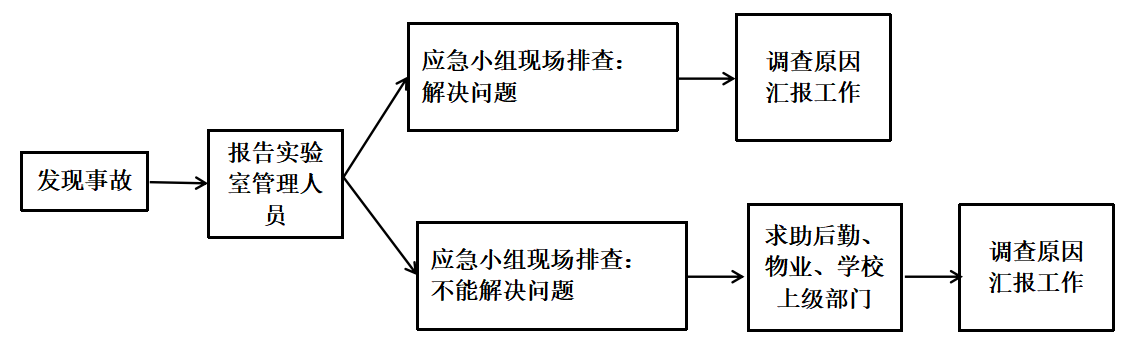 发现事故
报告实验
室管理人
员
应急小组现场排查：
解决问题
调查原因
汇报工作
应急小组现场排查：
不能解决问题
求助后勤、
物业、学校
上级部门
调查原因
汇报工作